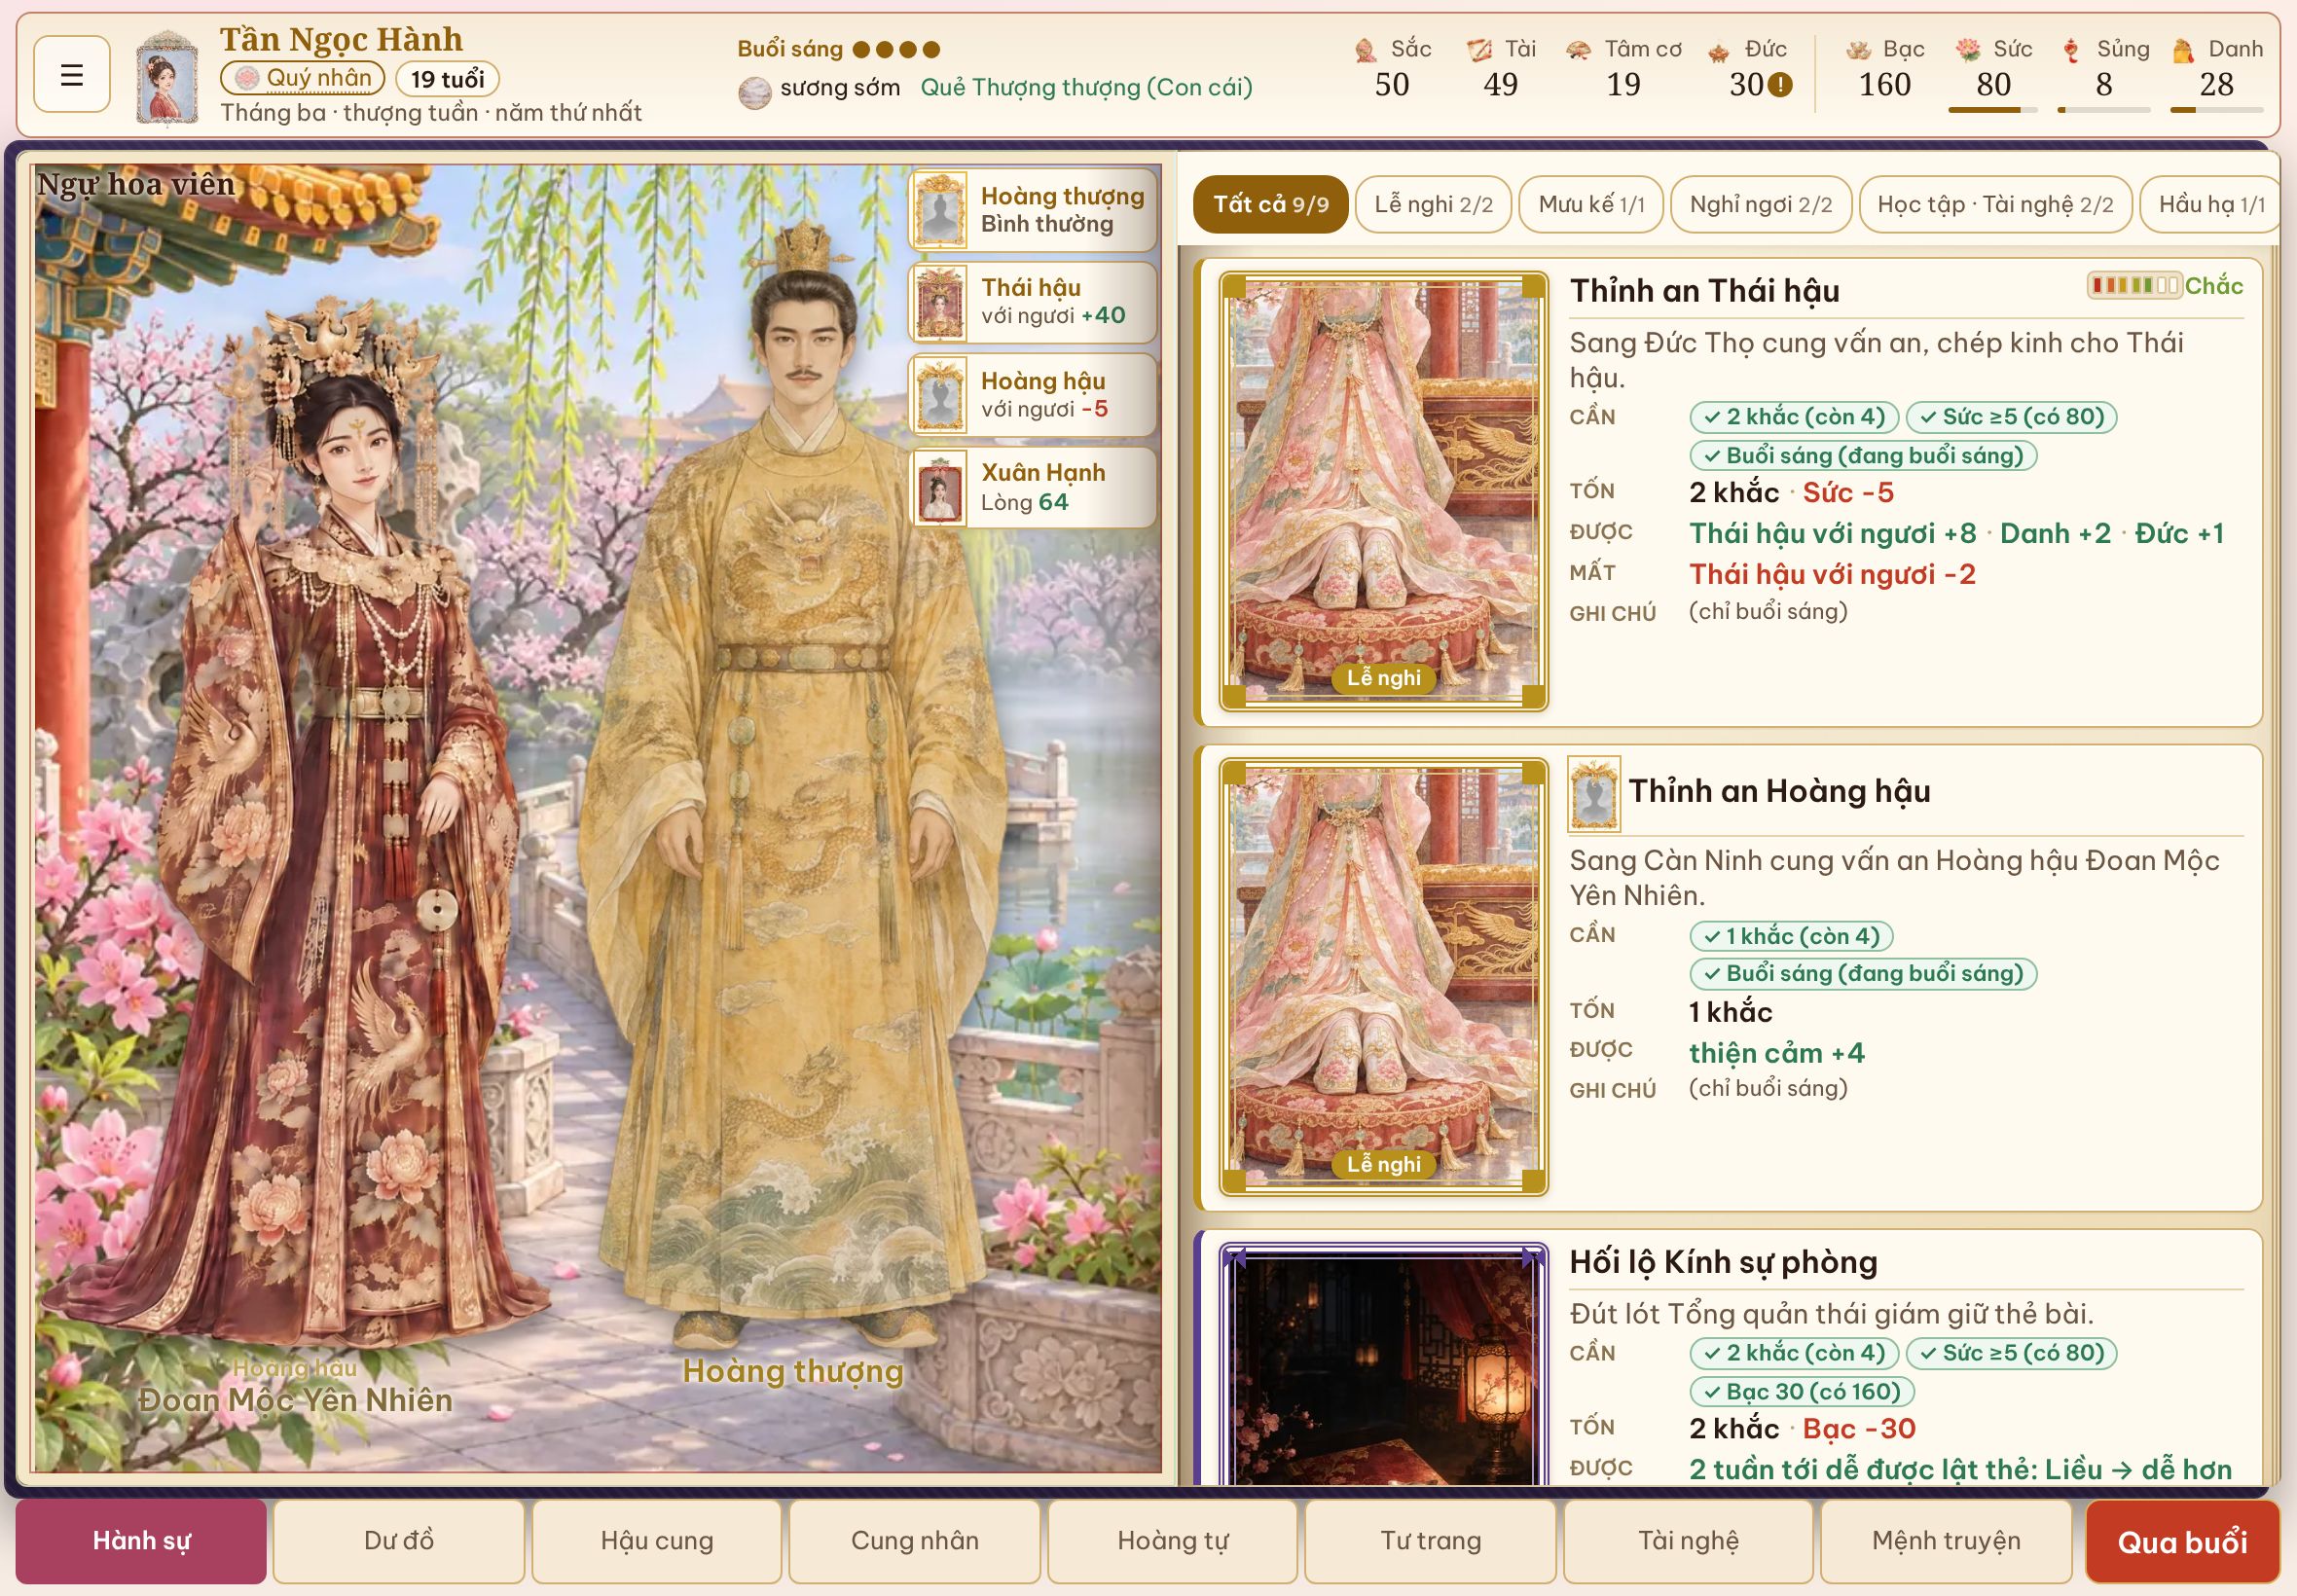 Tần Ngọc Hành
Quý nhân
19 tuổi
Tháng ba · thượng tuần · năm thứ nhất
Buổi sáng
sương sớm Quẻ Thượng thượng (Con cái)
Sắc 50
Tài 49
Tâm cơ 19
Đức 30 !
Bạc 160
Sức 80
Sủng 8
Danh 28
Ngự hoa viên
Hoàng thượng
Bình thường
Thái hậu
với ngươi +40
Hoàng hậu
với ngươi -5
Xuân Hạnh
Lòng 64
Hoàng hậu
Đoan Mộc Yên Nhiên
Hoàng thượng
Tất cả 9/9
Lễ nghi 2/2
Mưu kế 1/1
Nghỉ ngơi 2/2
Học tập · Tài nghệ 2/2
Hầu hạ 1/1
Lễ nghi
Thỉnh an Thái hậu
Chắc
Sang Đức Thọ cung vấn an, chép kinh cho Thái
hậu.
CẦN ✓ 2 khắc (còn 4) ✓ Sức ≥5 (có 80)
✓ Buổi sáng (đang buổi sáng)
TỐN 2 khắc · Sức -5
ĐƯỢC Thái hậu với ngươi +8 · Danh +2 · Đức +1
MẤT Thái hậu với ngươi -2
GHI CHÚ (chỉ buổi sáng)
Lễ nghi
Thỉnh an Hoàng hậu
Sang Càn Ninh cung vấn an Hoàng hậu Đoan Mộc
Yên Nhiên.
CẦN ✓ 1 khắc (còn 4)
✓ Buổi sáng (đang buổi sáng)
TỐN 1 khắc
ĐƯỢC thiện cảm +4
GHI CHÚ (chỉ buổi sáng)
Hối lộ Kính sự phòng
Đút lót Tổng quản thái giám giữ thẻ bài.
CẦN ✓ 2 khắc (còn 4) ✓ Sức ≥5 (có 80)
✓ Bạc 30 (có 160)
TỐN 2 khắc · Bạc -30
ĐƯỢC 2 tuần tới dễ được lật thẻ: Liều → dễ hơn
Hành sự
Dư đồ
Hậu cung
Cung nhân
Hoàng tự
Tư trang
Tài nghệ
Mệnh truyện
Qua buổi